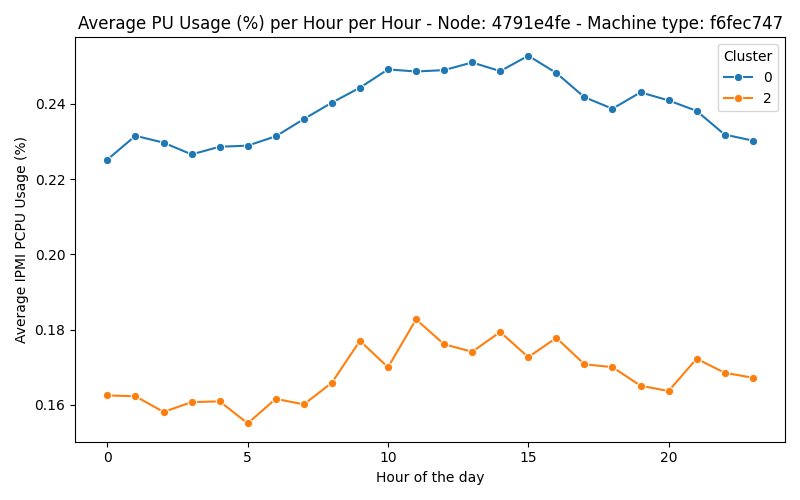 Average PU Usage (%) per Hour per Hour - Node: 4791e4fe - Machine type: f6fec747
Cluster
0
2
Average IPMI PCPU Usage (%)
0.24
0.22
0.20
0.18
0.16
0 5 10 15 20
Hour of the day